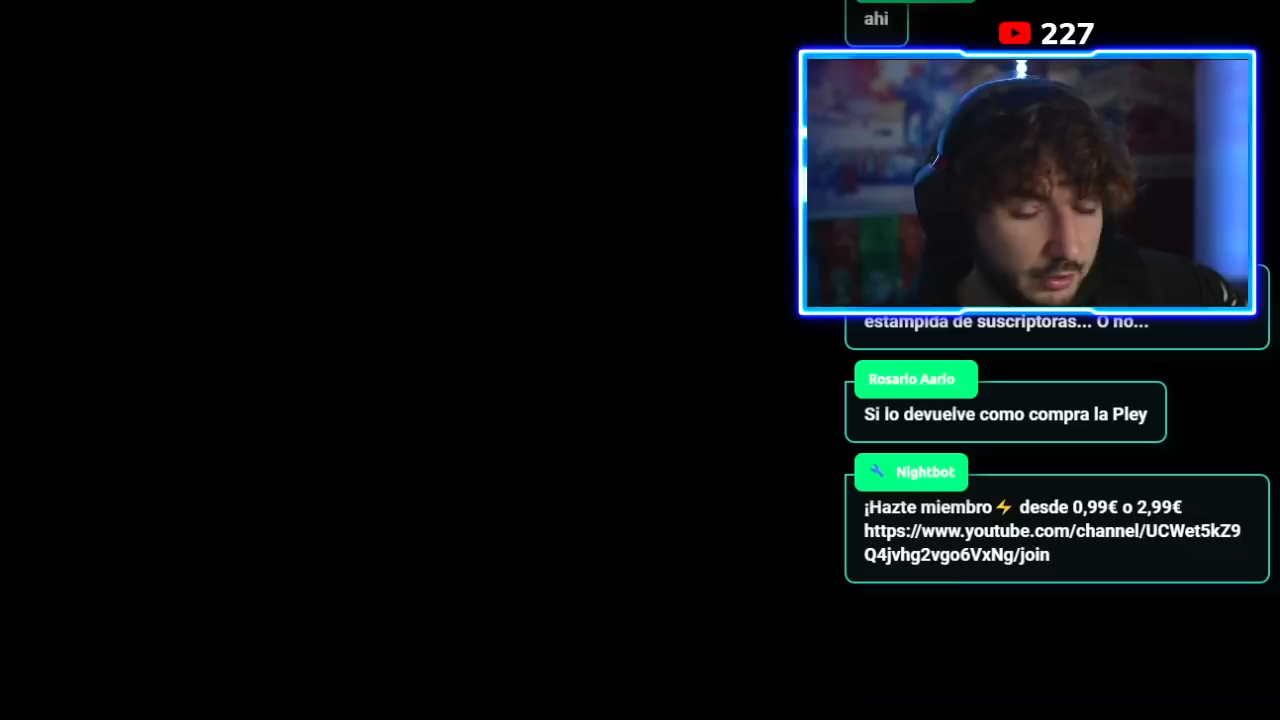 ahi
227
estampida de suscriptoras... O no...
Rosario Aario
Si lo devuelve como compra la Pley
Nightbot
¡Hazte miembro⚡ desde 0,99€ o 2,99€
https://www.youtube.com/channel/UCWet5kZ9
Q4jvhg2vgo6VxNg/join